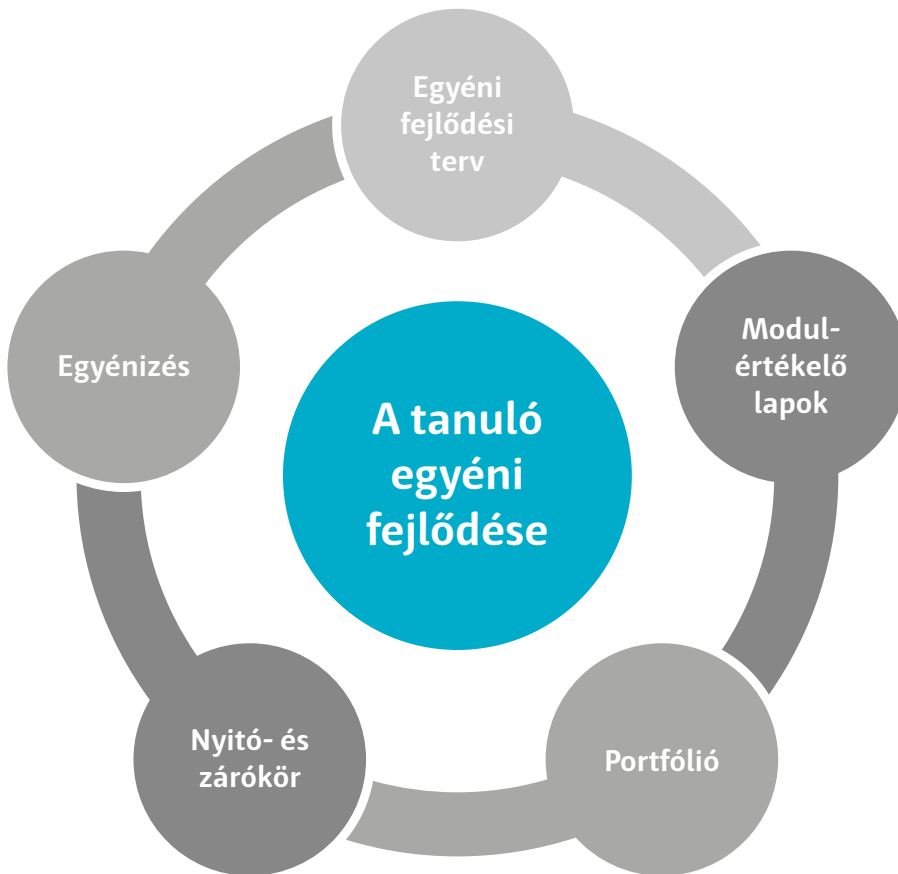 Egyéni
fejlődési
terv
Modul-
értékelő
lapok
Portfólió
Nyitó- és
zárókör
Egyénizés
A tanuló
egyéni
fejlődése